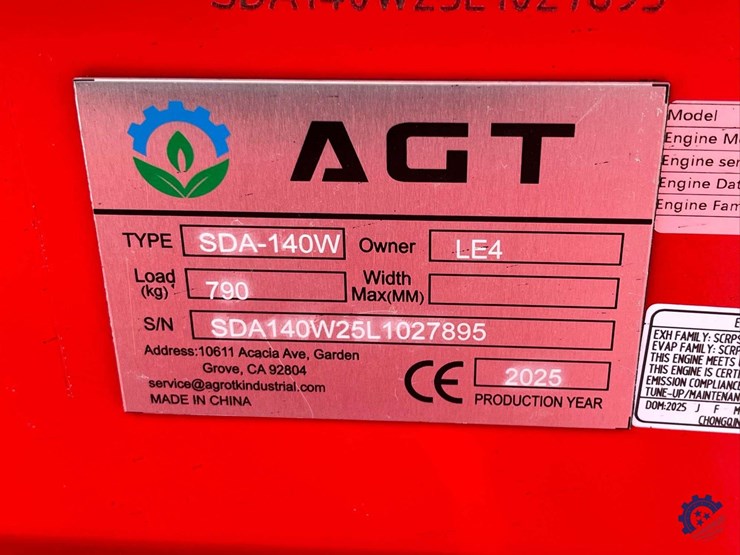 SDA140W25L1027895
AGT
TYPE SDA-140W Owner LE4
Load (kg) 790 Width Max(MM)
S/N SDA140W25L1027895
Address:10611 Acacia Ave, Garden
Grove, CA 92804
service@agrotkindustrial.com
MADE IN CHINA
CE 2025
PRODUCTION YEAR
Model
Engine
Engine
Engine
Engine
EXH FAMILY:
EVAP FAMILY:
THIS ENGINE MEETS
THIS ENGINE IS
EMISSION COMPLIANCE
TUNE-UP/
DOM:2025 J F